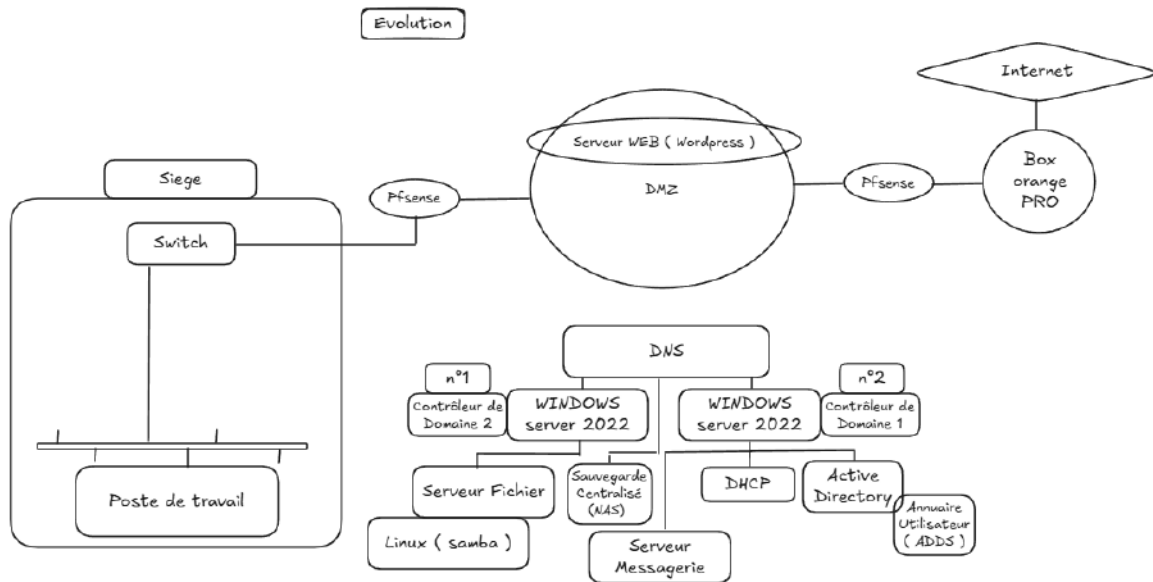 Evolution
Internet
Serveur WEB ( Wordpress )
Box
orange
PRO
Siege
Pfsense
DMZ
Pfsense
Switch
DNS
n°1
n°2
Contrôleur de
Domaine 2
WINDOWS
server 2022
WINDOWS
server 2022
Contrôleur de
Domaine 1
Poste de travail
Serveur Fichier
Sauvegarde
Centralisé
(NAS)
DHCP
Active
Directory
Annuaire
Utilisateur
( ADDS )
Linux ( samba )
Serveur
Messagerie